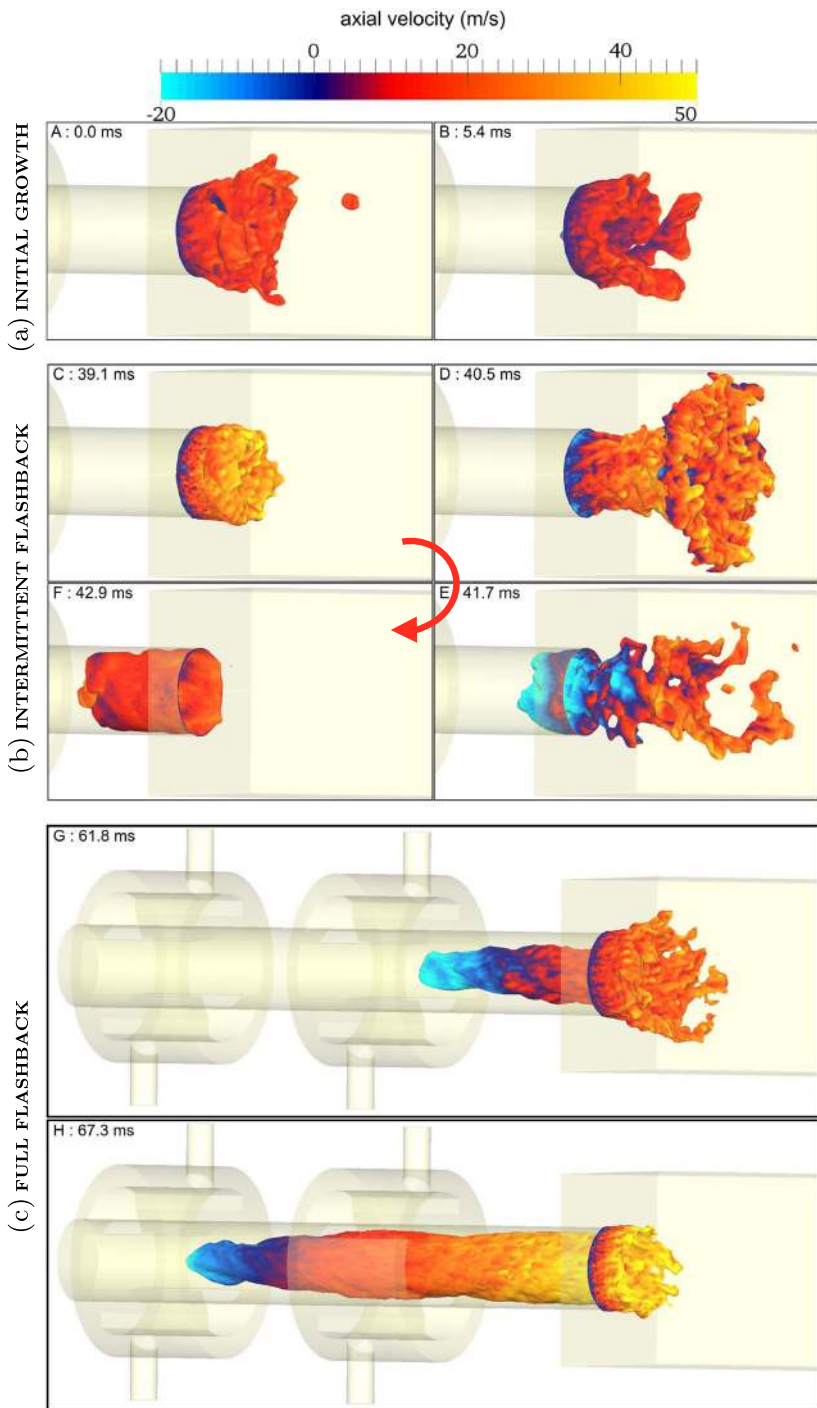 axial velocity (m/s)
0 20 40
-20 50
(a) INITIAL GROWTH
A : 0.0 ms
B : 5.4 ms
(b) INTERMITTENT FLASHBACK
C : 39.1 ms
D : 40.5 ms
F : 42.9 ms
E : 41.7 ms
(c) FULL FLASHBACK
G : 61.8 ms
H : 67.3 ms